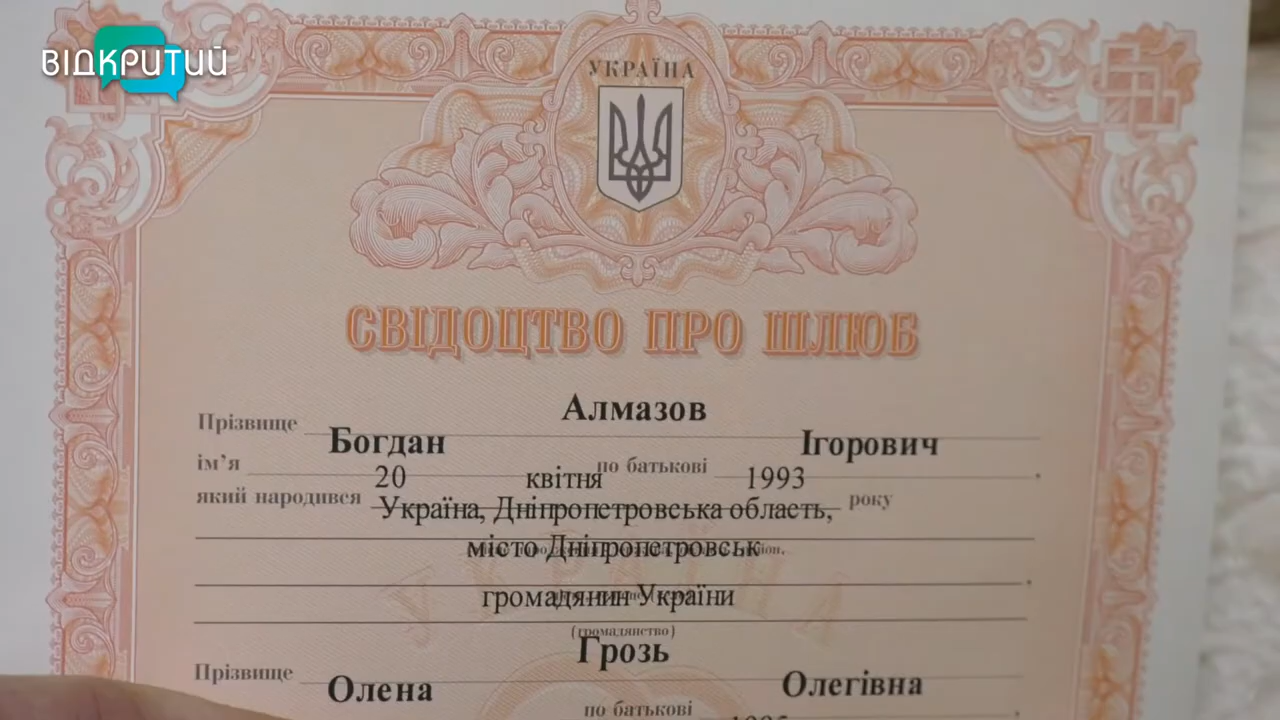 ВІДКРИТИЙ
УКРАЇНА
СВІДОЦТВО ПРО ШЛЮБ
Прізвище Алмазов
ім'я Богдан по батькові Ігорович,
який народився 20 квітня 1993 року
Україна, Дніпропетровська область,
місто Дніпропетровськ
громадянин України
(громадянство)
Прізвище Грозь
Олена по батькові Олегівна,
УКРАЇНА